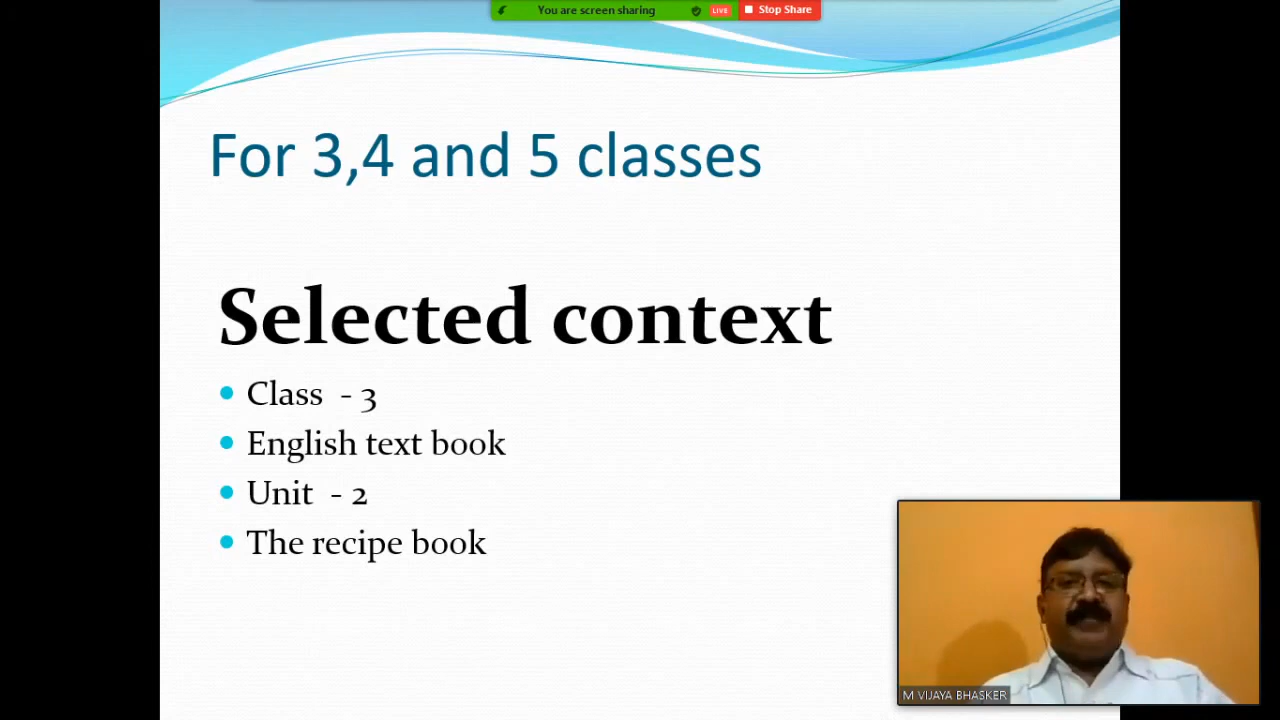 You are screen sharing LIVE Stop Share
For 3,4 and 5 classes
Selected context
Class - 3
English text book
Unit - 2
The recipe book
M VIJAYA BHASKER